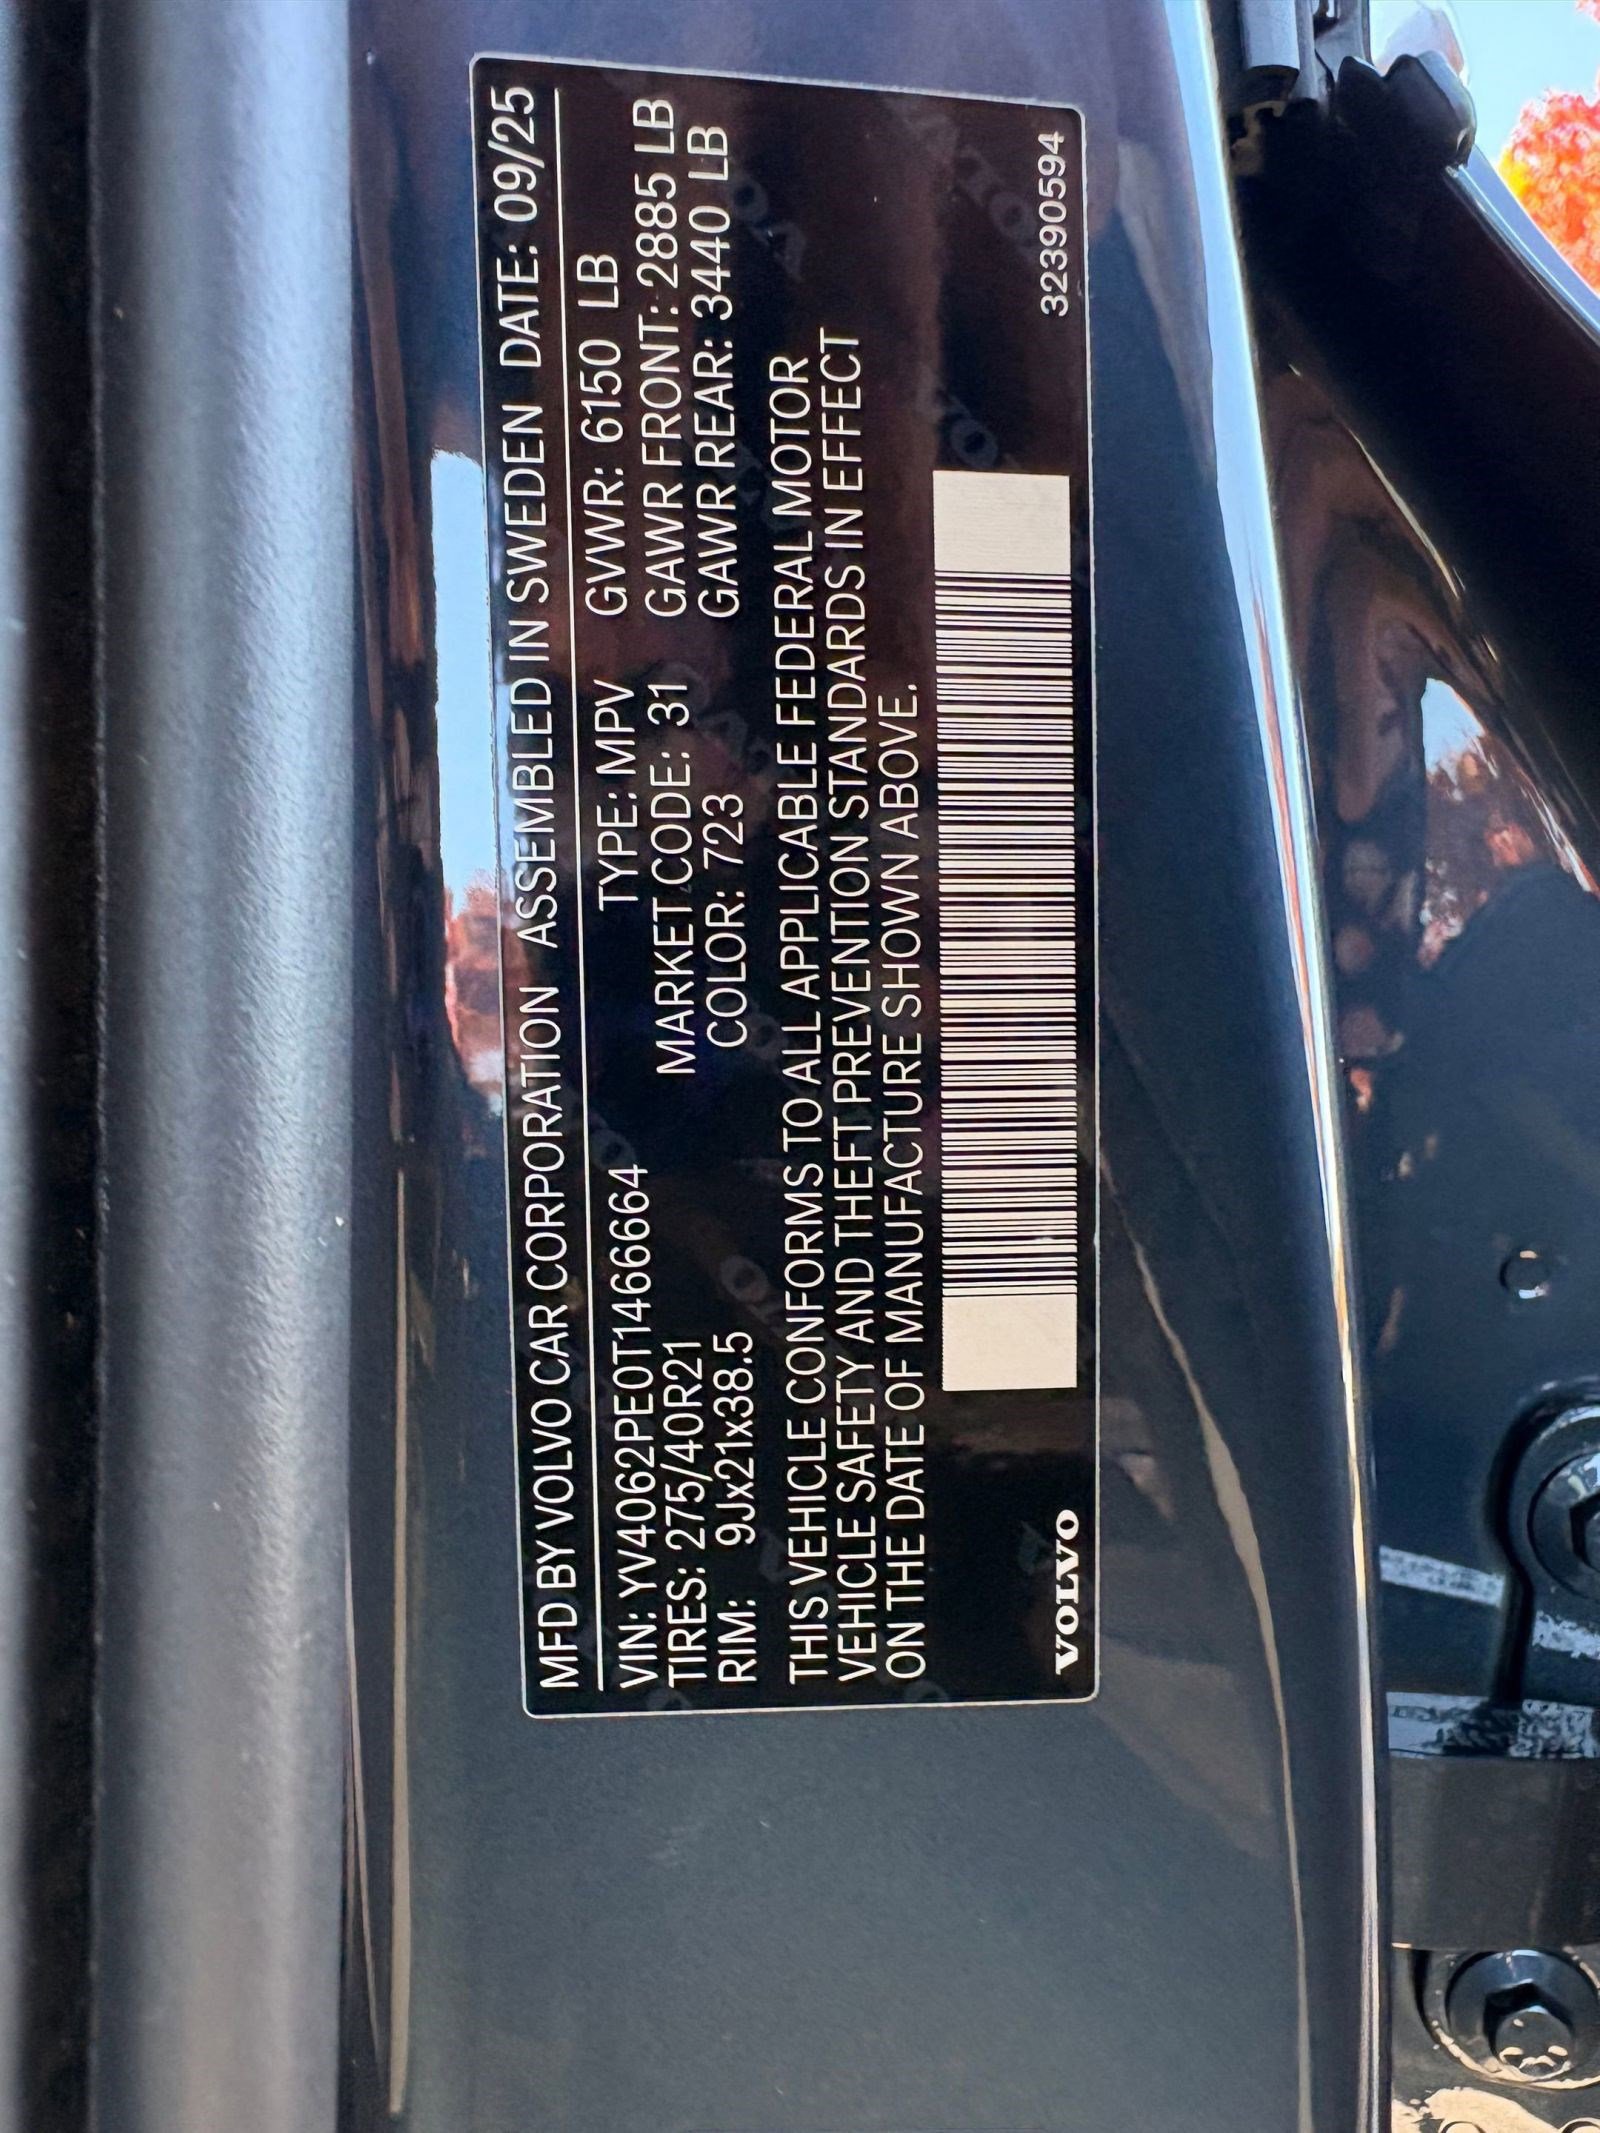 MFD BY VOLVO CAR CORPORATION ASSEMBLED IN SWEDEN DATE: 09/25
VIN: YV4062PE0T1466664 TYPE: MPV GVWR: 6150 LB
TIRES: 275/40R21 MARKET CODE: 31 GAWR FRONT: 2885 LB
RIM: 9Jx21x38.5 COLOR: 723 GAWR REAR: 3440 LB
THIS VEHICLE CONFORMS TO ALL APPLICABLE FEDERAL MOTOR
VEHICLE SAFETY AND THEFT PREVENTION STANDARDS IN EFFECT
ON THE DATE OF MANUFACTURE SHOWN ABOVE.
VOLVO 32390594